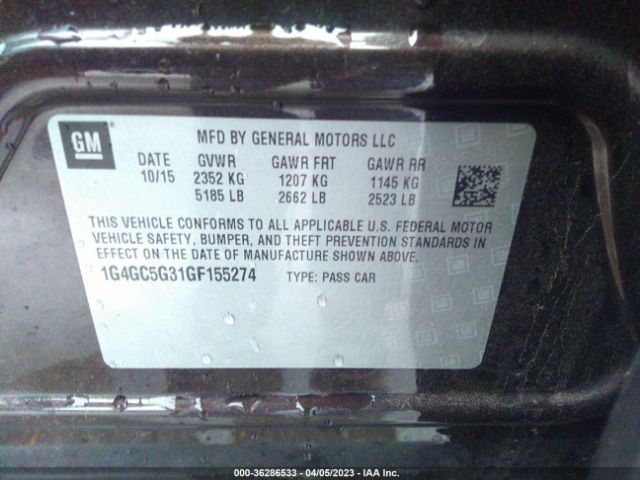 GM
MFD BY GENERAL MOTORS LLC
DATE GVWR GAWR FRT GAWR RR
10/15 2352 KG 1207 KG 1145 KG
5185 LB 2662 LB 2523 LB
THIS VEHICLE CONFORMS TO ALL APPLICABLE U.S. FEDERAL MOTOR
VEHICLE SAFETY, BUMPER, AND THEFT PREVENTION STANDARDS IN
EFFECT ON THE DATE OF MANUFACTURE SHOWN ABOVE.
1G4GC5G31GF155274 TYPE: PASS CAR
000-36286533 - 04/05/2023 - IAA Inc.